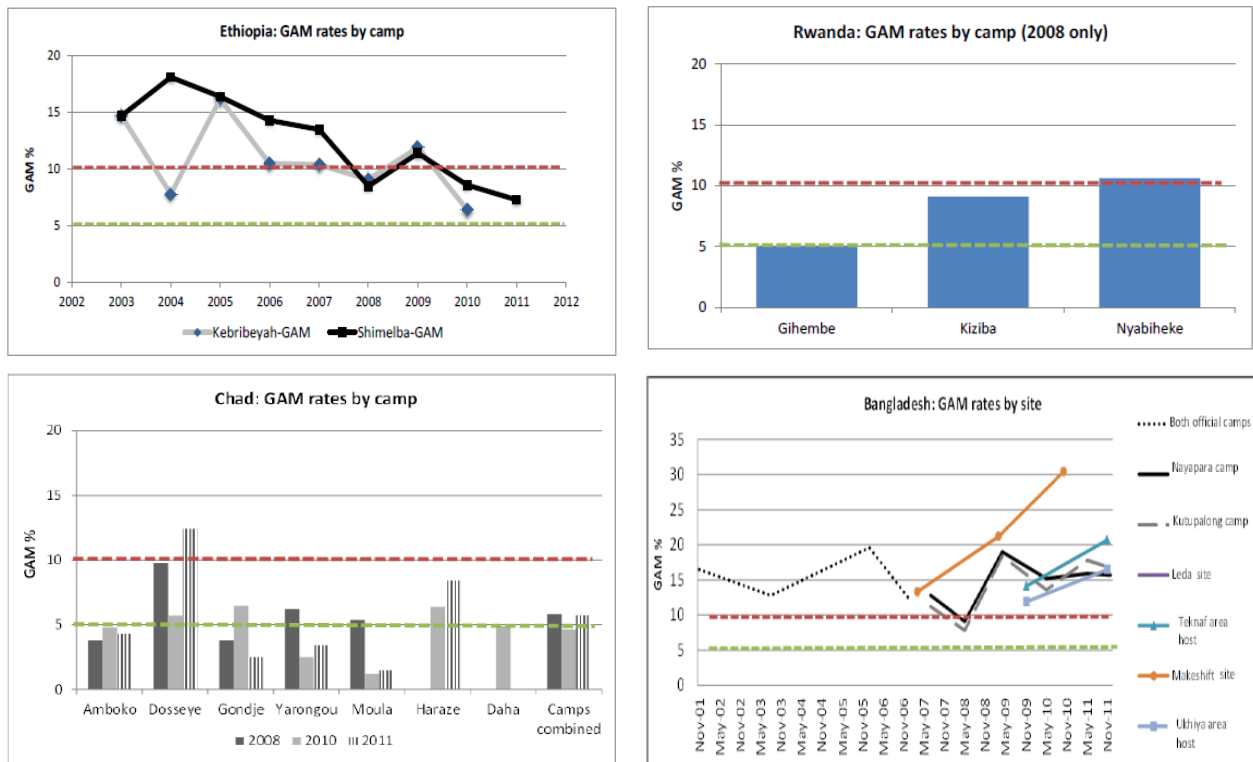 Ethiopia: GAM rates by camp
20
15
10
5
0
GAM %
2002 2003 2004 2005 2006 2007 2008 2009 2010 2011 2012
Kebribeyah-GAM Shimelba-GAM
Rwanda: GAM rates by camp (2008 only)
20
15
10
5
0
GAM %
Gihembe Kiziba Nyabiheke
Chad: GAM rates by camp
20
15
10
5
0
GAM %
Amboko Dosseye Gondje Yarongou Moula Haraze Daha Camps
combined
2008 2010 2011
Bangladesh: GAM rates by site
35
30
25
20
15
10
5
0
GAM %
Nov-01 May-02 Nov-02 May-03 Nov-03 May-04 Nov-04 May-05 Nov-05 May-06 Nov-06 May-07 Nov-07 May-08 Nov-08 May-09 Nov-09 May-10 Nov-10 May-11 Nov-11
Both official camps
Nayapara camp
Kutupalong camp
Leda site
Teknaf area
host
Makeshift site
Ukhiya area
host